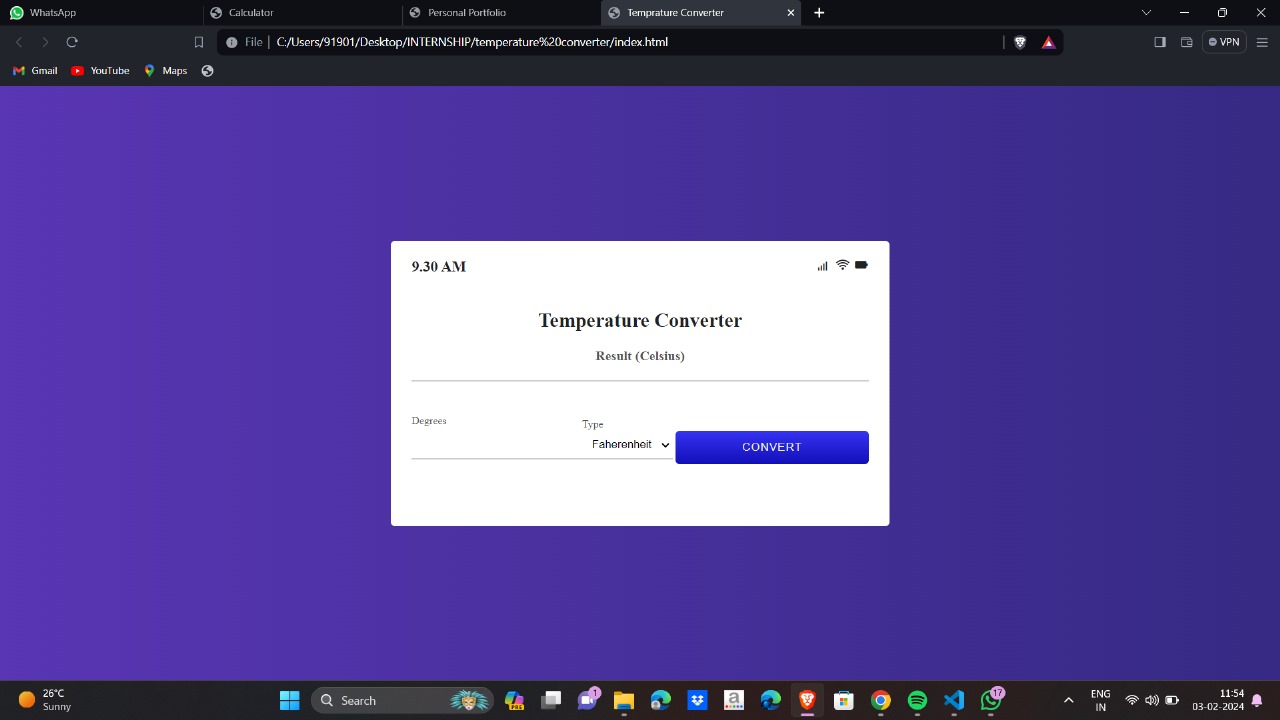 WhatsApp
Calculator
Personal Portfolio
Temprature Converter
File
C:/Users/91901/Desktop/INTERNSHIP/temperature%20converter/index.html
VPN
Gmail
YouTube
Maps
9.30 AM
Temperature Converter
Result (Celsius)
Degrees
Type
Faherenheit
CONVERT
26°C
Sunny
Search
PRE
1
a
17
ENG
IN
11:54
03-02-2024